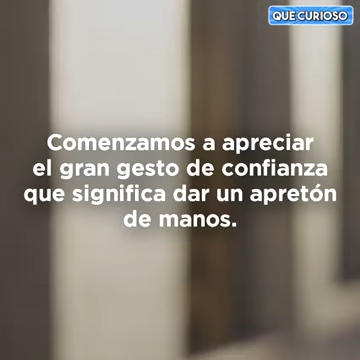 QUE CURIOSO
Comenzamos a apreciar
el gran gesto de confianza
que significa dar un apretón
de manos.